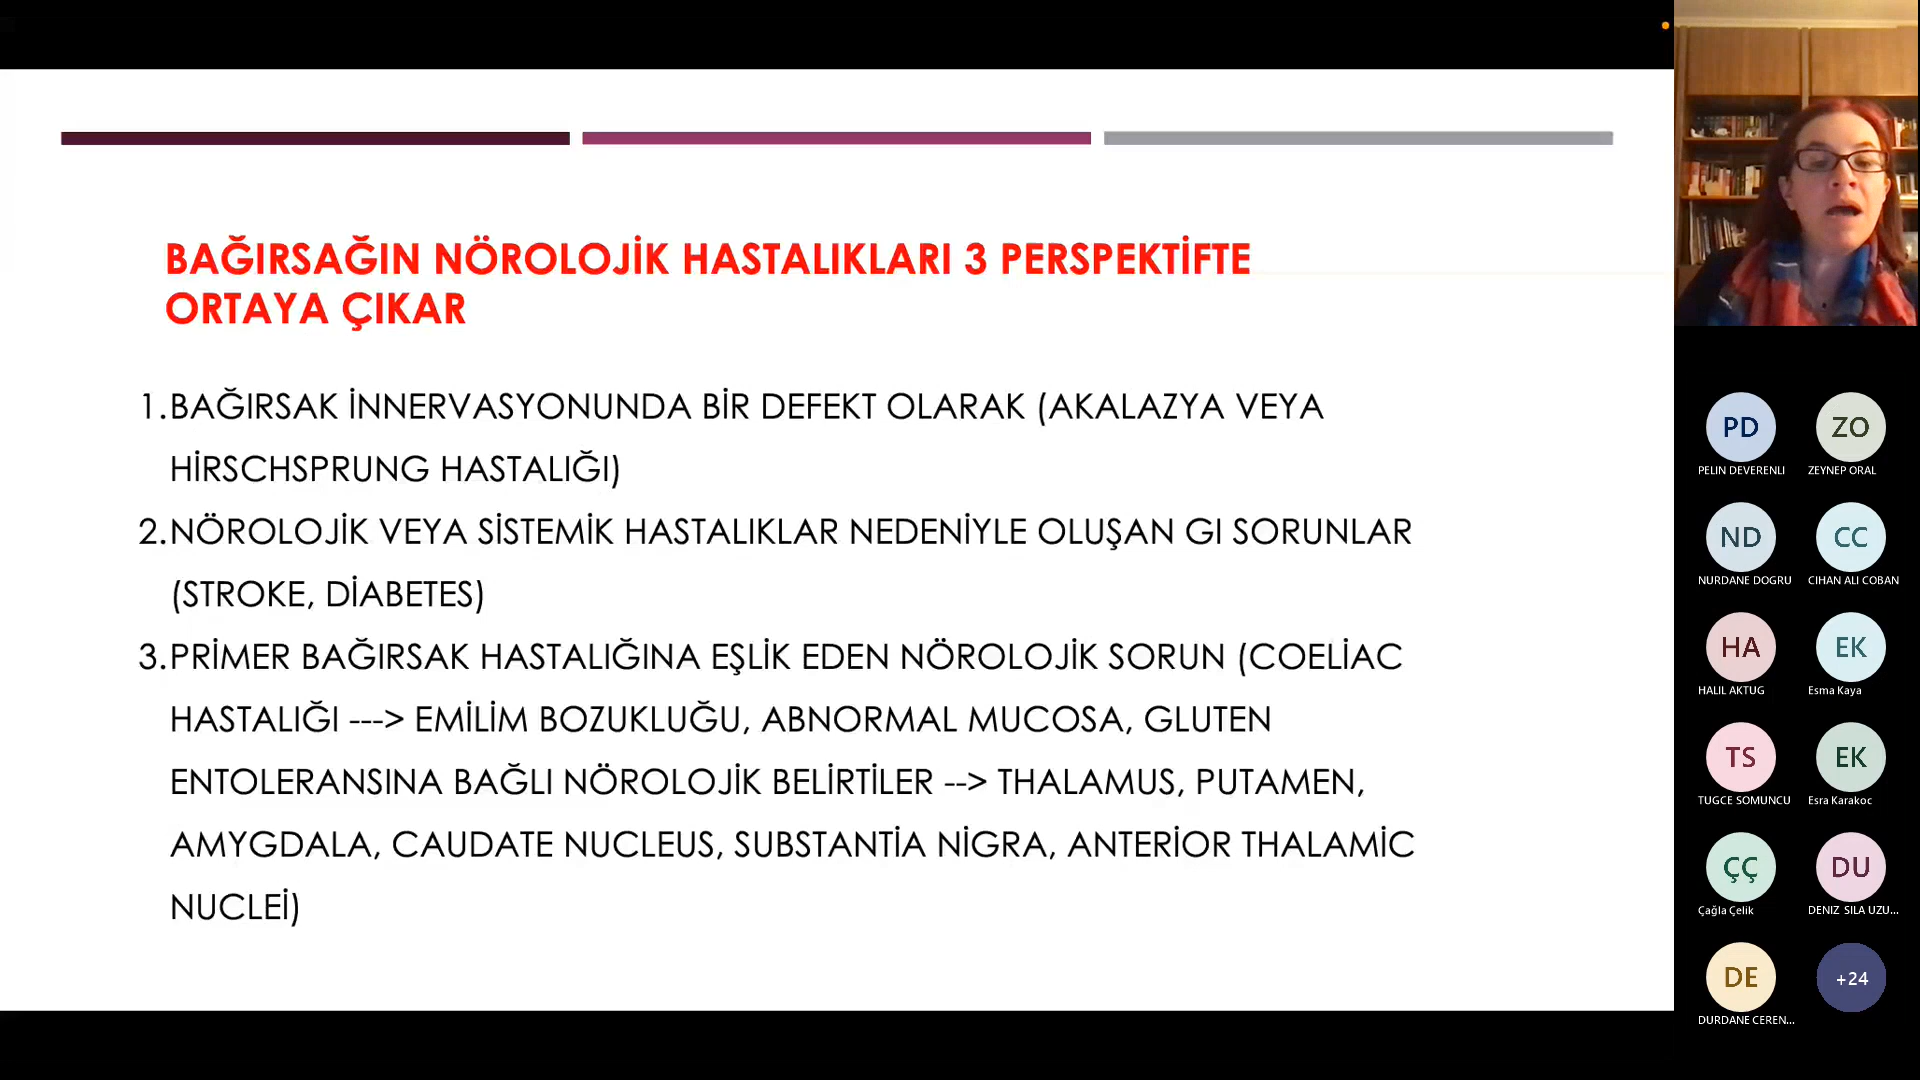 BAĞIRSAĞIN NÖROLOJİK HASTALIKLARI 3 PERSPEKTİFTE
ORTAYA ÇIKAR
1.BAĞIRSAK İNNERVASYONUNDA BİR DEFEKT OLARAK (AKALAZYA VEYA
HİRSCHSPRUNG HASTALIĞI)
2.NÖROLOJİK VEYA SİSTEMİK HASTALIKLAR NEDENİYLE OLUŞAN GI SORUNLAR
(STROKE, DİABETES)
3.PRİMER BAĞIRSAK HASTALIĞINA EŞLİK EDEN NÖROLOJİK SORUN (COELİAC
HASTALIĞI ---> EMİLİM BOZUKLUĞU, ABNORMAL MUCOSA, GLUTEN
ENTOLERANSINA BAĞLI NÖROLOJİK BELİRTİLER --> THALAMUS, PUTAMEN,
AMYGDALA, CAUDATE NUCLEUS, SUBSTANTİA NİGRA, ANTERİOR THALAMİC
NUCLEİ)
PD
ZO
PELIN DEVERENLI
ZEYNEP ORAL
ND
CC
NURDANE DOGRU
CIHAN ALI COBAN
HA
EK
HALIL AKTUG
Esma Kaya
TS
EK
TUGCE SOMUNCU
Esra Karakoc
ÇÇ
DU
Çağla Çelik
DENIZ SILA UZU...
DE
+24
DURDANE CEREN...